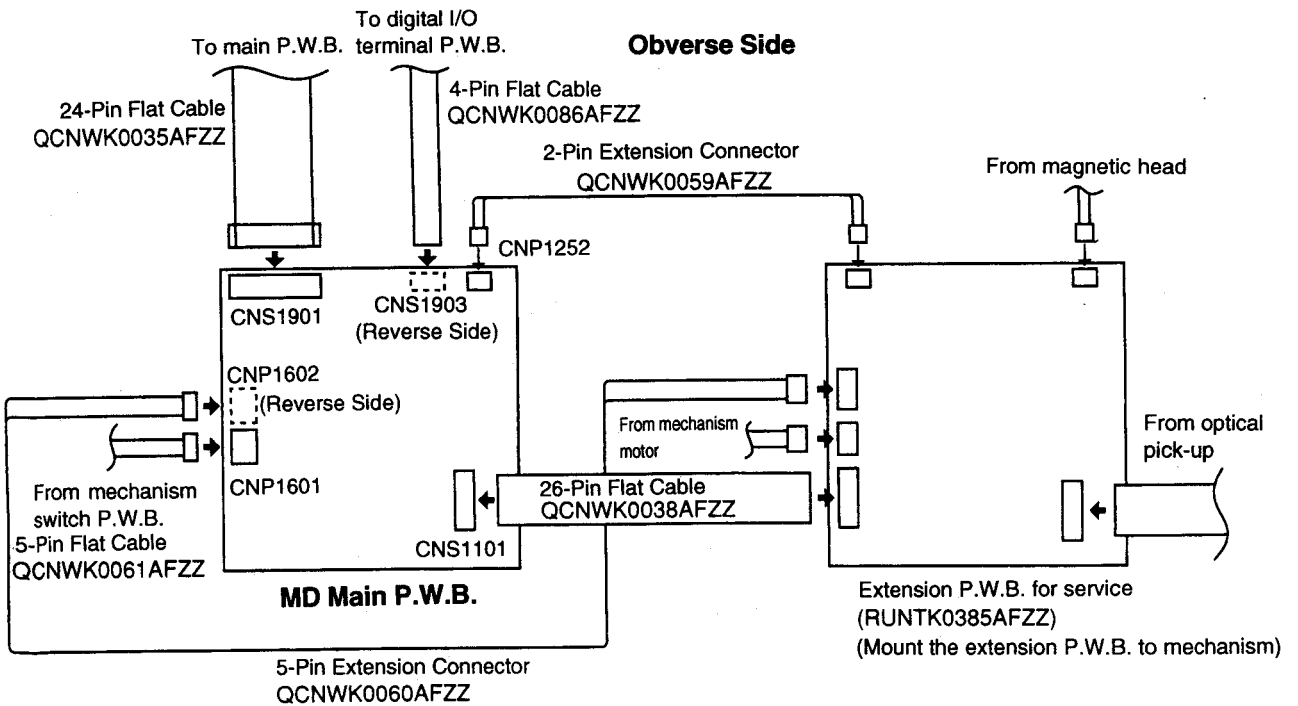 To digital I/O
To main P.W.B. terminal P.W.B.
Obverse Side
24-Pin Flat Cable
QCNWK0035AFZZ
4-Pin Flat Cable
QCNWK0086AFZZ
2-Pin Extension Connector
QCNWK0059AFZZ
From magnetic head
CNP1252
CNS1901
CNS1903
(Reverse Side)
CNP1602
(Reverse Side)
CNP1601
From mechanism
switch P.W.B.
5-Pin Flat Cable
QCNWK0061AFZZ
From mechanism
motor
From optical
pick-up
26-Pin Flat Cable
QCNWK0038AFZZ
CNS1101
MD Main P.W.B.
Extension P.W.B. for service
(RUNTK0385AFZZ)
(Mount the extension P.W.B. to mechanism)
5-Pin Extension Connector
QCNWK0060AFZZ